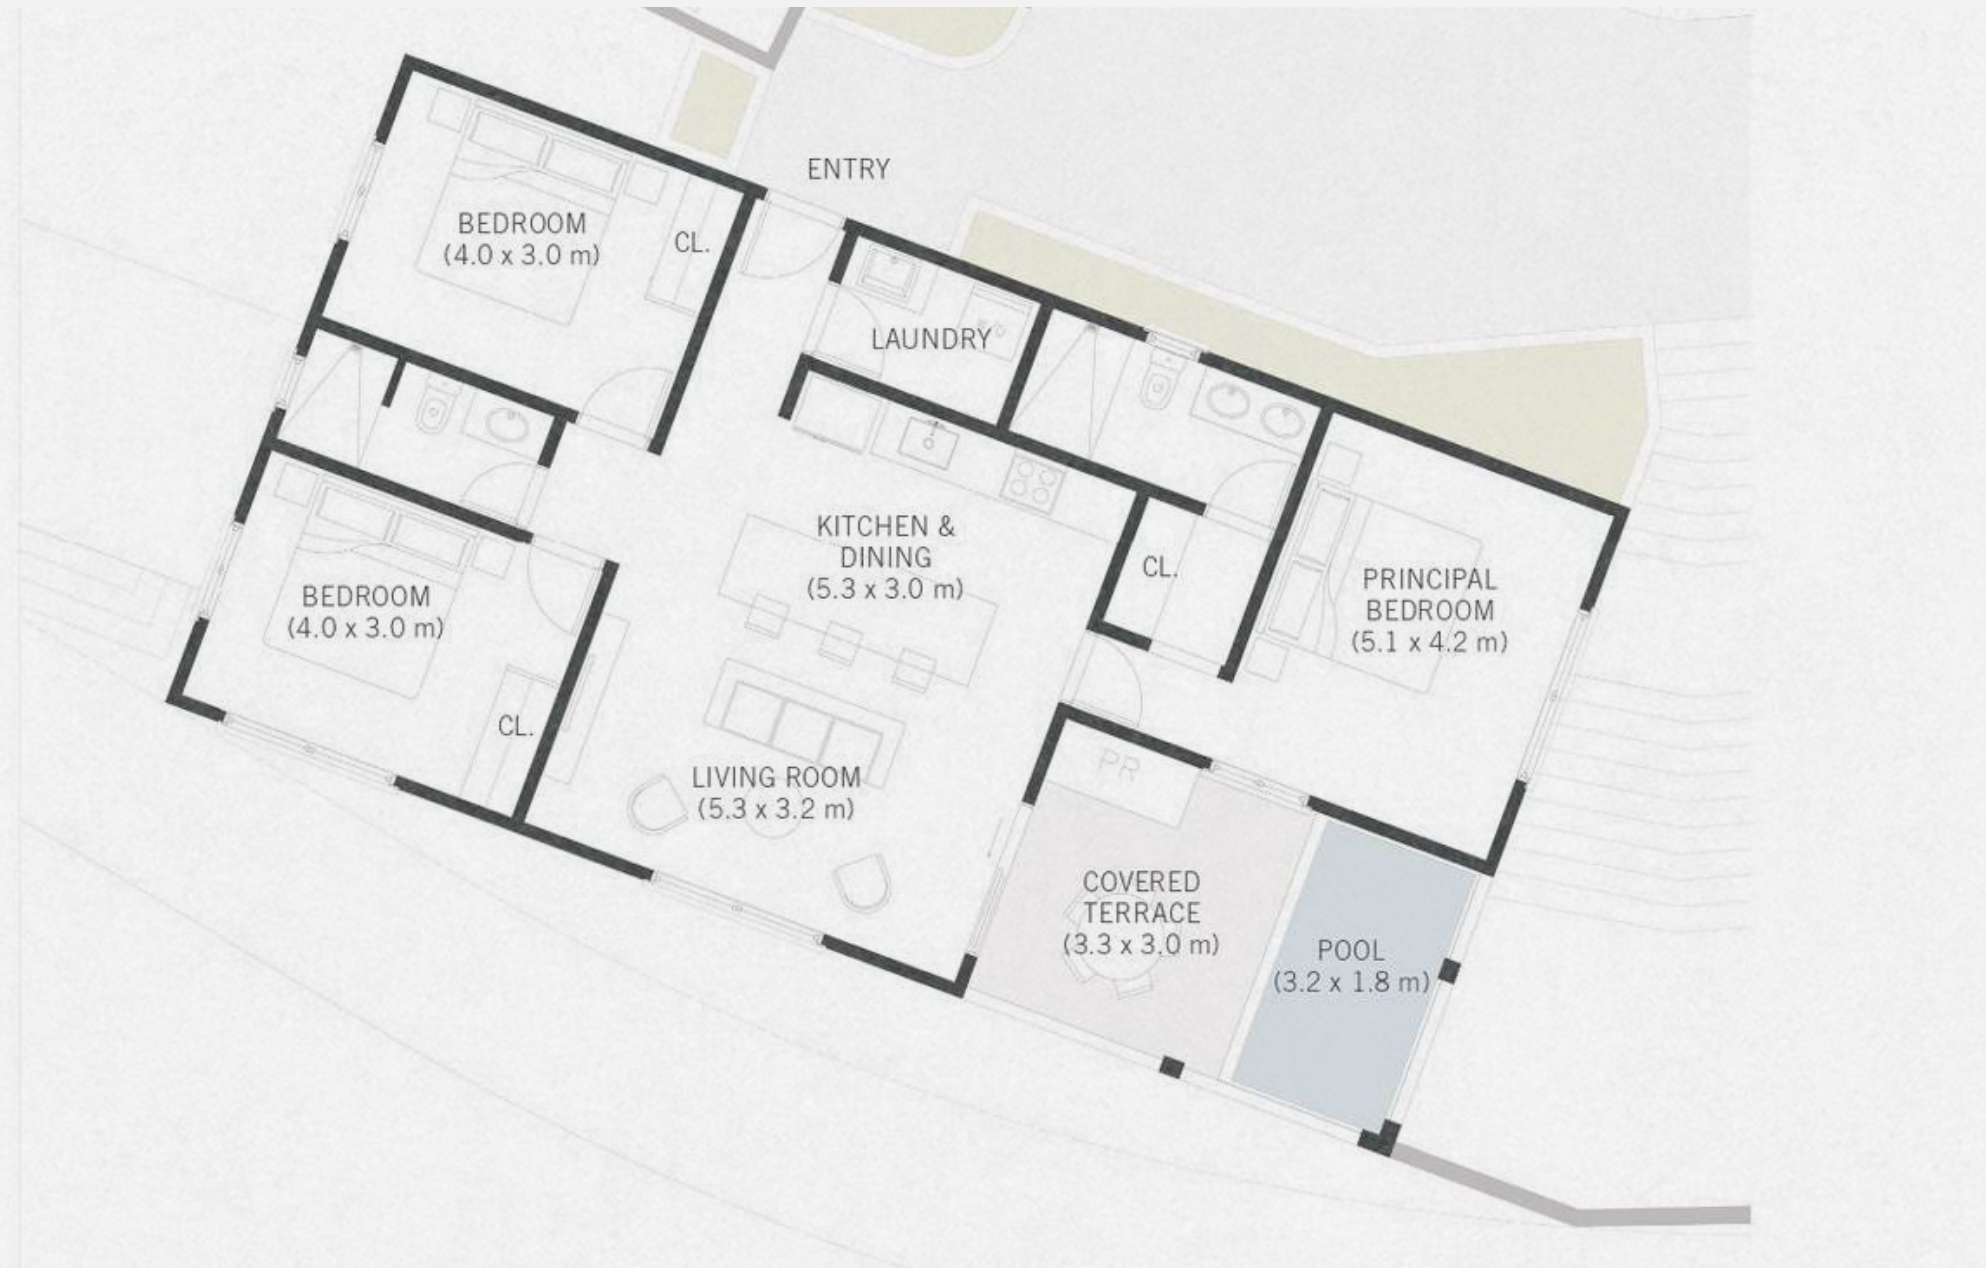 ENTRY
BEDROOM
(4.0 x 3.0 m)
CL.
LAUNDRY
W/D
KITCHEN &
DINING
(5.3 x 3.0 m)
CL.
PRINCIPAL
BEDROOM
(5.1 x 4.2 m)
BEDROOM
(4.0 x 3.0 m)
CL.
LIVING ROOM
(5.3 x 3.2 m)
PR
COVERED
TERRACE
(3.3 x 3.0 m)
POOL
(3.2 x 1.8 m)